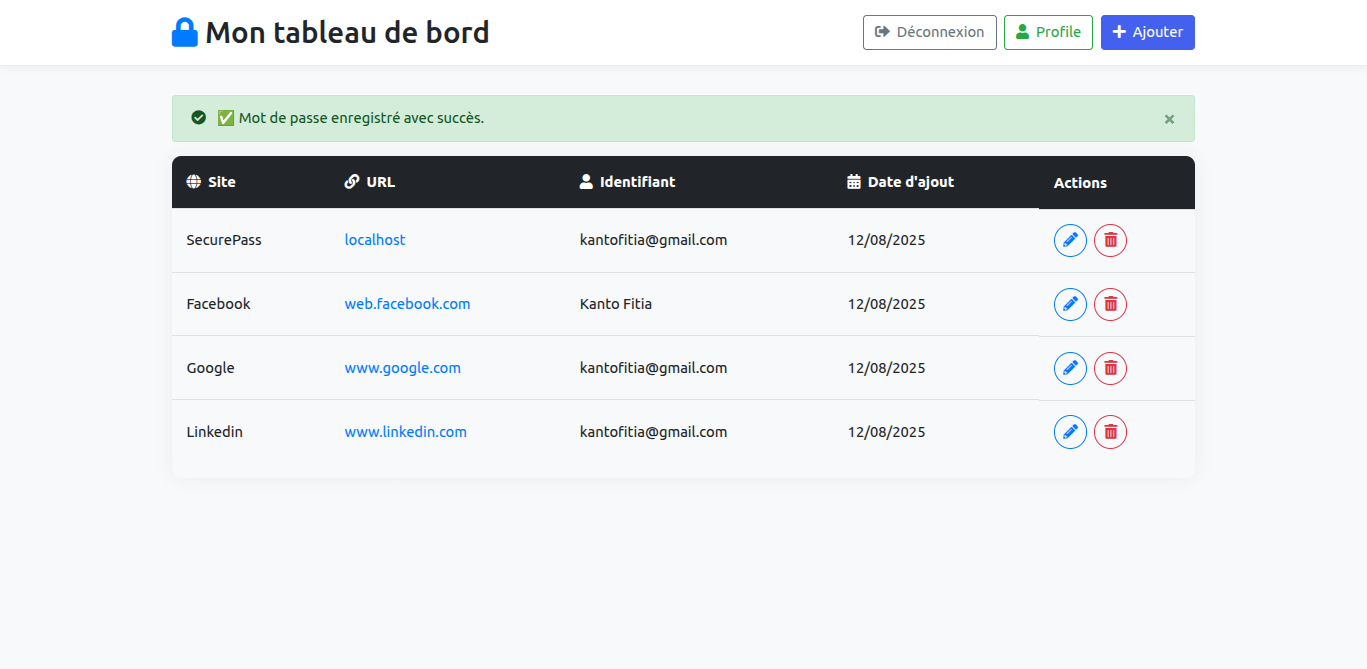 Mon tableau de bord
Déconnexion Profile Ajouter
✅ Mot de passe enregistré avec succès. ×
Site URL Identifiant Date d'ajout Actions
SecurePass localhost kantofitia@gmail.com 12/08/2025
Facebook web.facebook.com Kanto Fitia 12/08/2025
Google www.google.com kantofitia@gmail.com 12/08/2025
Linkedin www.linkedin.com kantofitia@gmail.com 12/08/2025